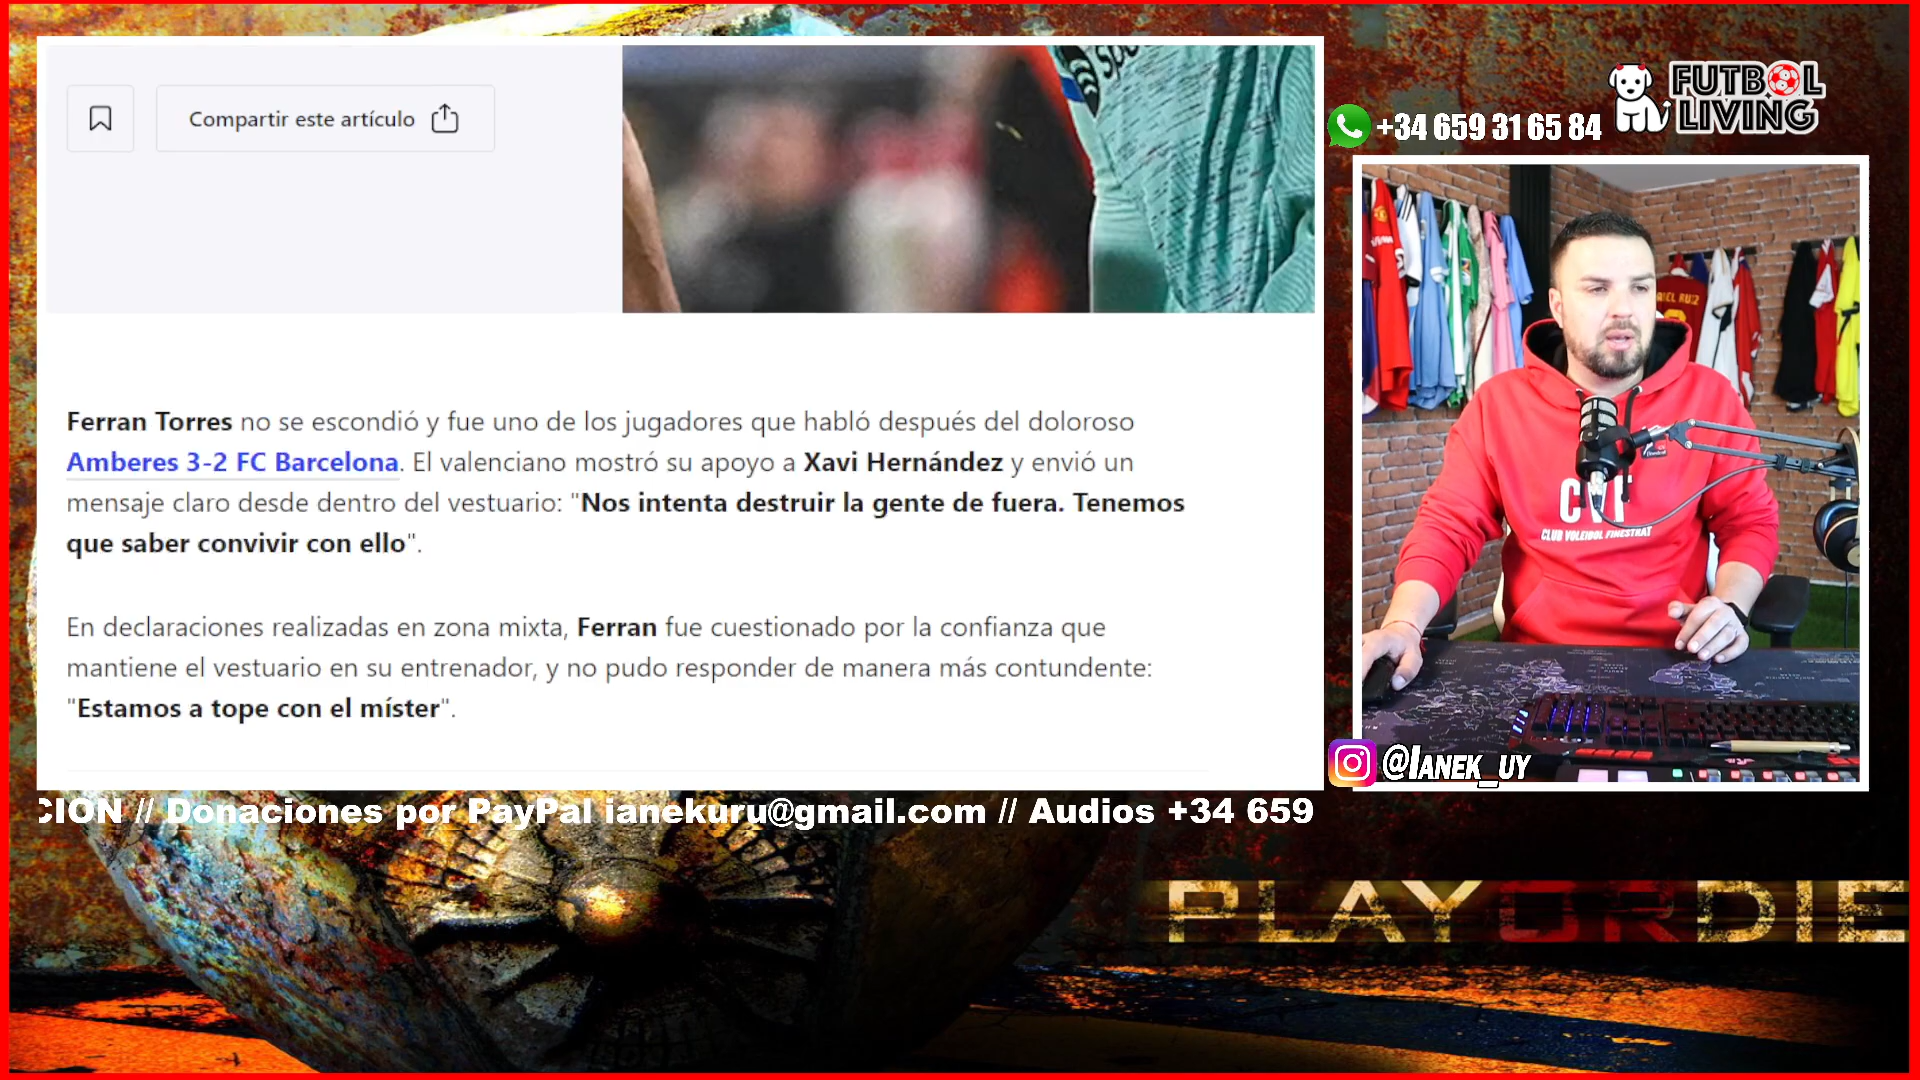 Compartir este artículo
Spo
Ferran Torres no se escondió y fue uno de los jugadores que habló después del doloroso
Amberes 3-2 FC Barcelona. El valenciano mostró su apoyo a Xavi Hernández y envió un
mensaje claro desde dentro del vestuario: "Nos intenta destruir la gente de fuera. Tenemos
que saber convivir con ello".
En declaraciones realizadas en zona mixta, Ferran fue cuestionado por la confianza que
mantiene el vestuario en su entrenador, y no pudo responder de manera más contundente:
"Estamos a tope con el míster".
CION // Donaciones por PayPal ianekuru@gmail.com // Audios +34 659
+34 659 31 65 84
FUTBOL
LIVING
RUIZ
CVF
CLUB VOLEIBOL FINESTRAT
@IANEK_UY
PLAY OR DIE